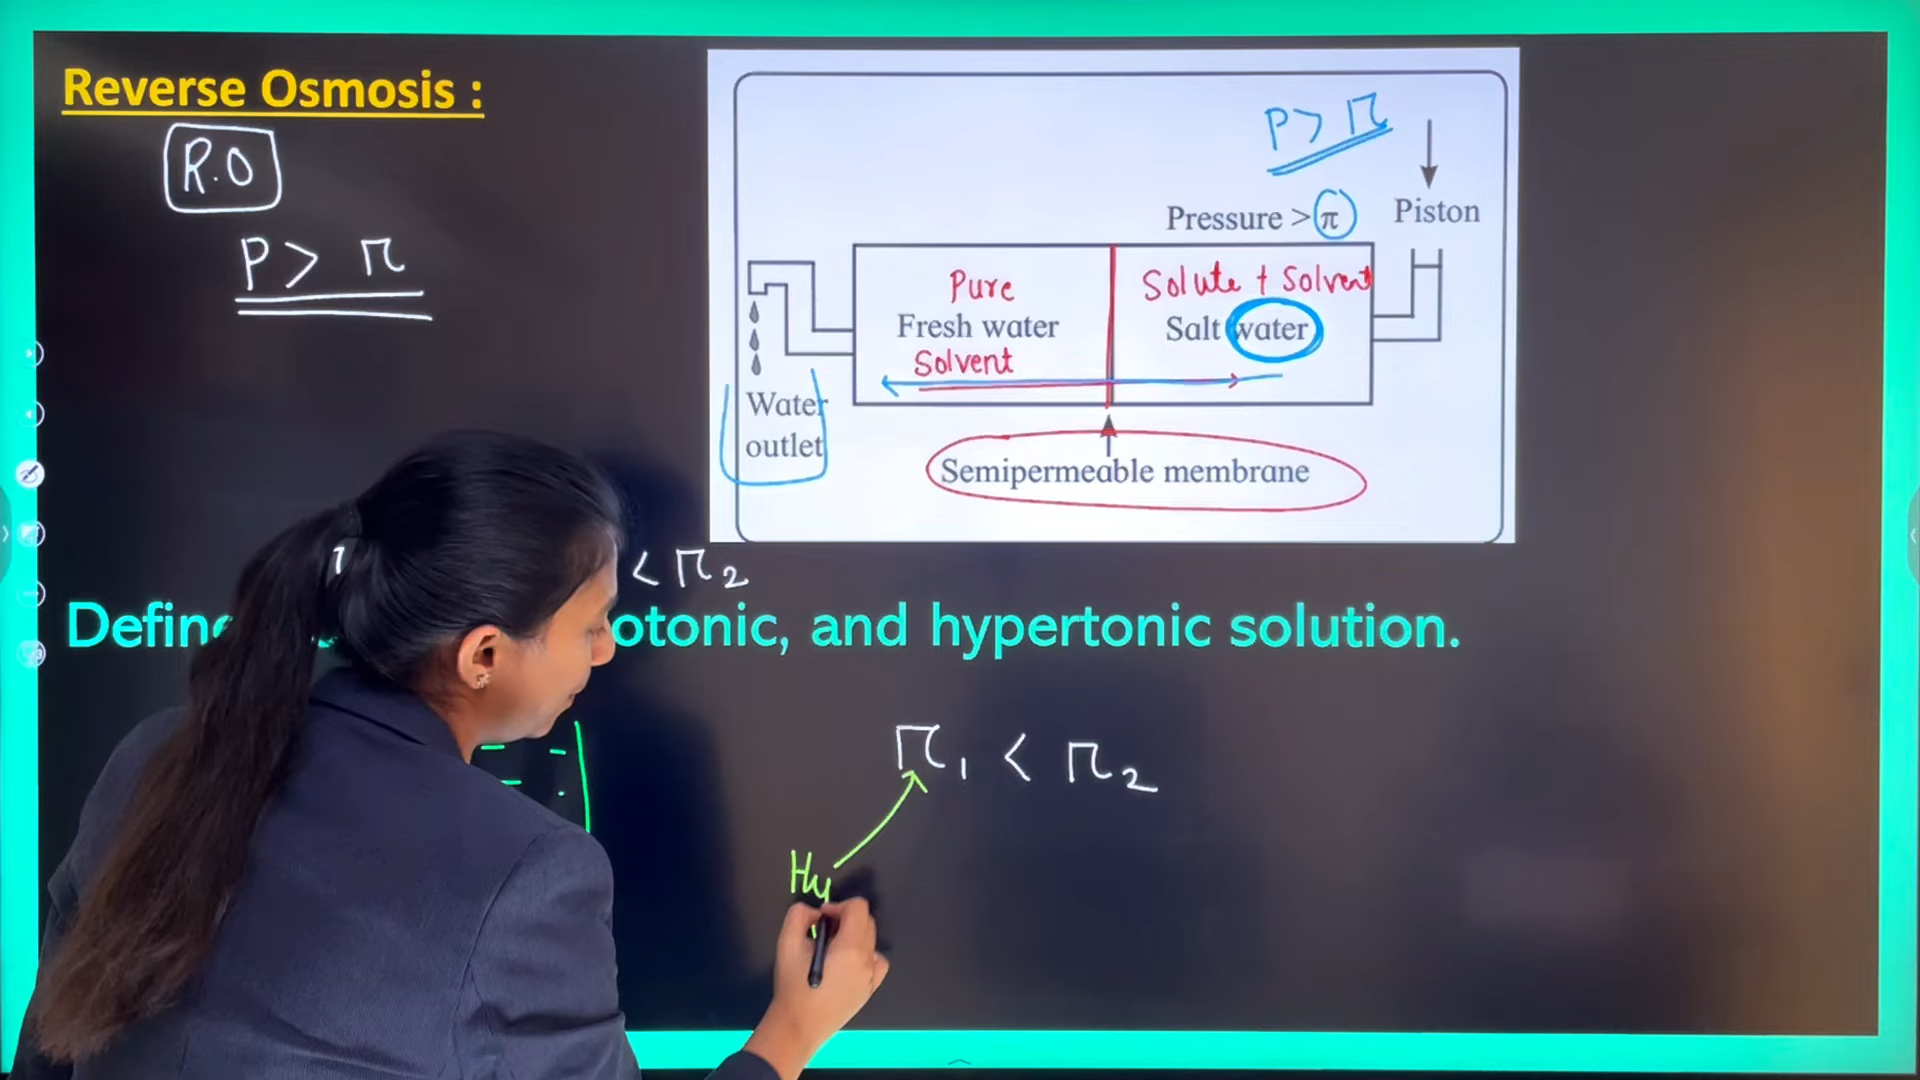 Reverse Osmosis :
R.O
P > π
P > π
Pressure > π
Piston
Pure
Fresh water
Solvent
Solute + Solvent
Salt water
Water
outlet
Semipermeable membrane
< π2
and hypertonic solution.
π1 < π2
Hy